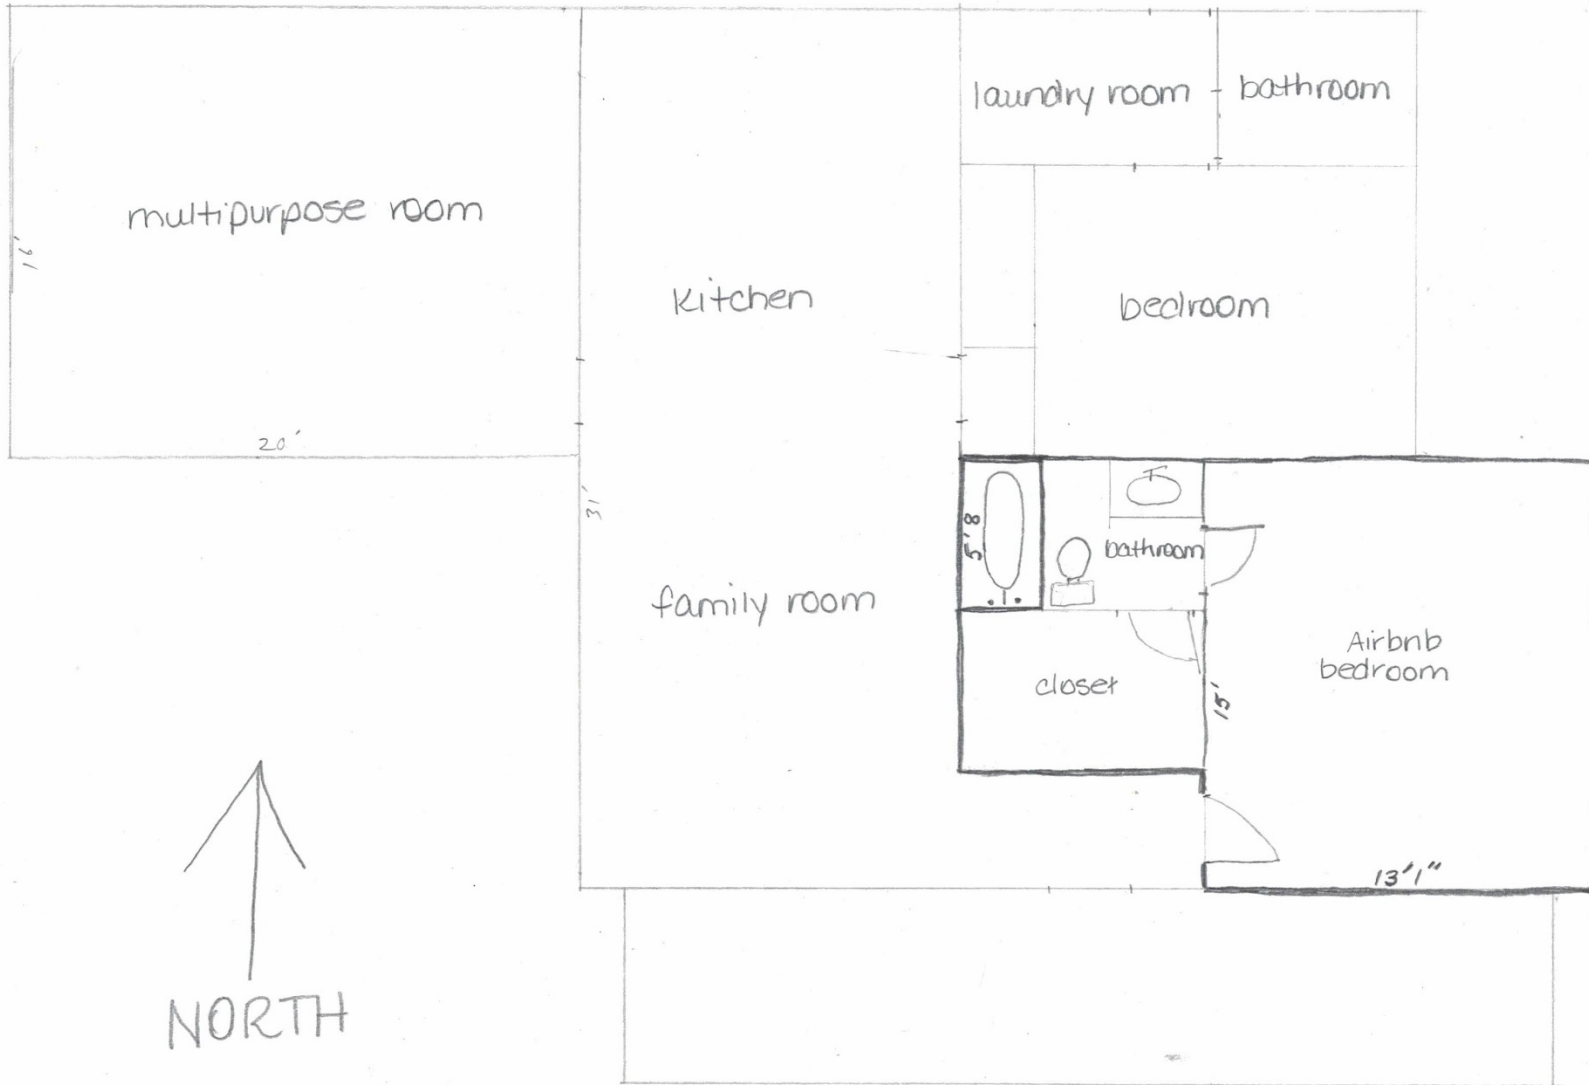 laundry room
bathroom
multipurpose room
16'
Kitchen
bedroom
20'
31'
5'8
bathroom
family room
Airbnb
bedroom
closet
15'
13'1"
NORTH